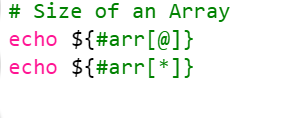 # Size of an Array
echo ${#arr[@]}
echo ${#arr[*]}